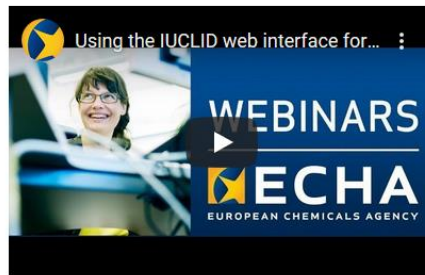 Using the IUCLID web interface for...
WEBINARS
ECHA
EUROPEAN CHEMICALS AGENCY